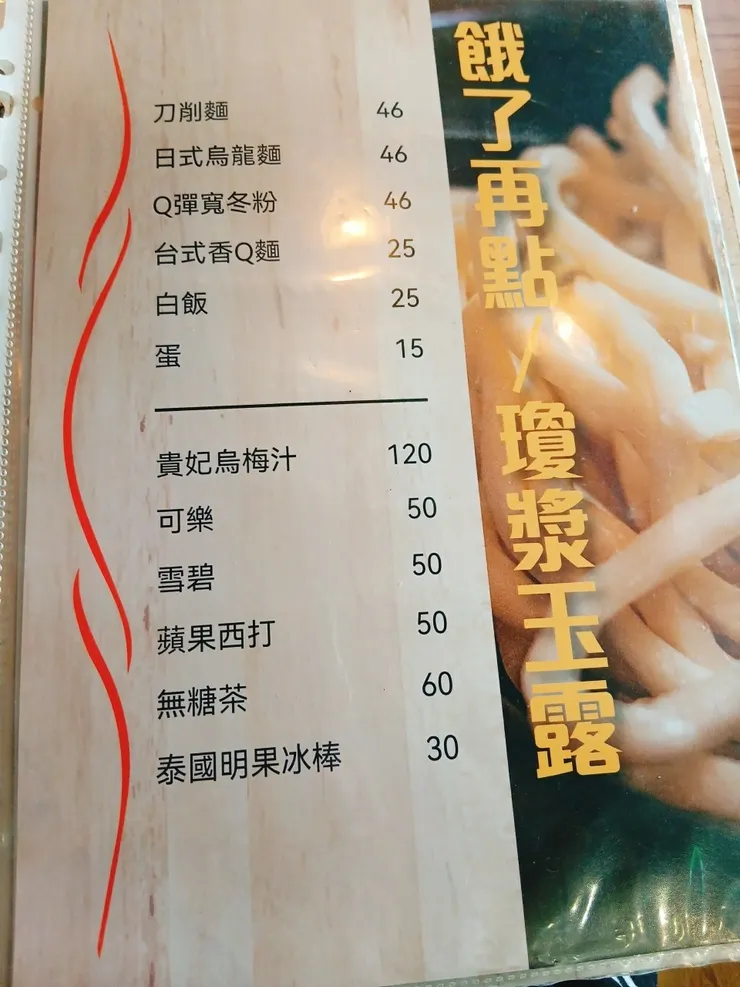 餓了再點/瓊漿玉露
刀削麵 46
日式烏龍麵 46
Q彈寬冬粉 46
台式香Q麵 25
白飯 25
蛋 15
貴妃烏梅汁 120
可樂 50
雪碧 50
蘋果西打 50
無糖茶 60
泰國明果冰棒 30